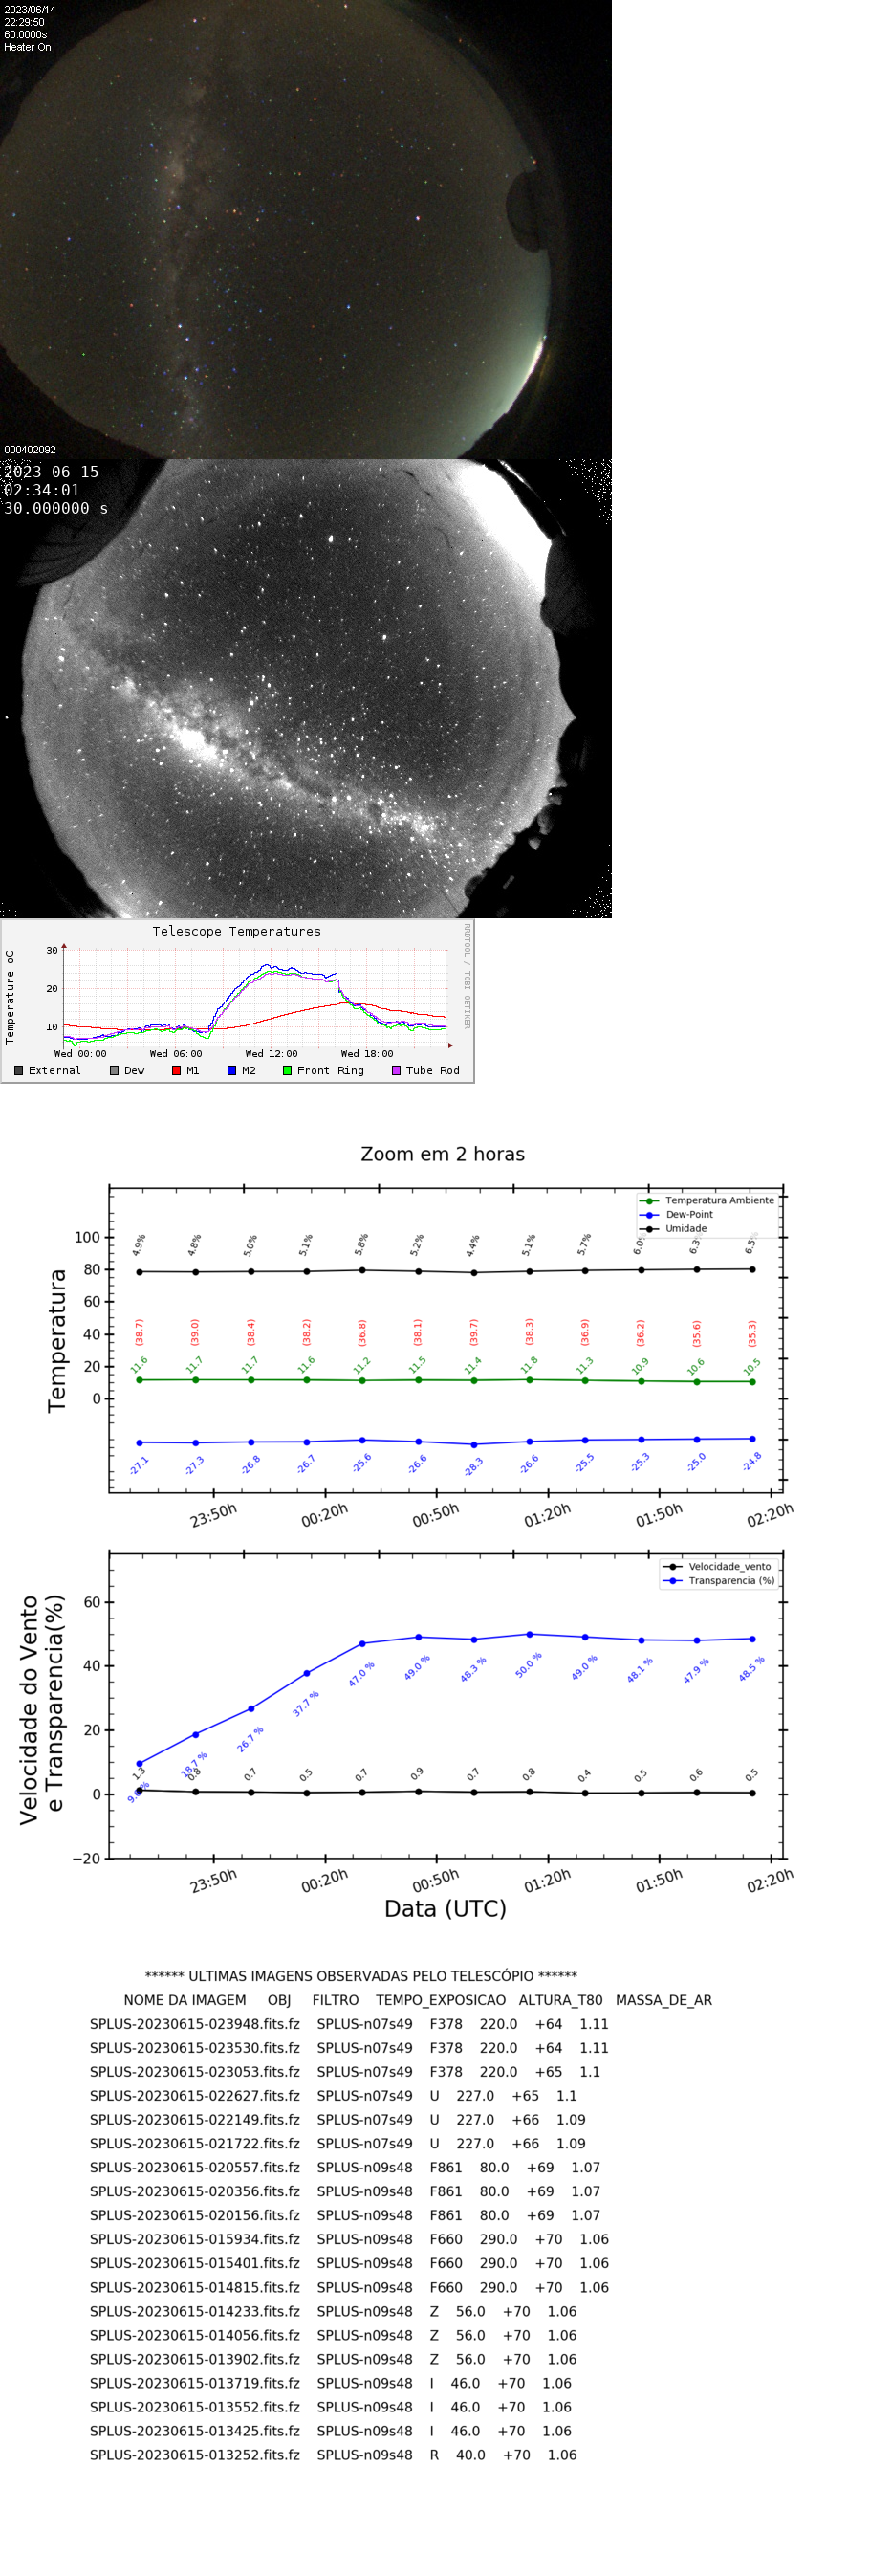 2023/06/14
22:29:50
60.0000s
Heater On
000402092
2023-06-15
02:34:01
30.000000 s
Telescope Temperatures
RRDTOOL / TOBI OETIKER
Temperature oC
30
20
10
Wed 00:00 Wed 06:00 Wed 12:00 Wed 18:00
External Dew M1 M2 Front Ring Tube Rod
Zoom em 2 horas
Temperatura Ambiente
Dew-Point
Umidade
Temperatura
100
80
60
40
20
0
4.9% 4.8% 5.0% 5.1% 5.8% 5.2% 4.4% 5.1% 5.7% 6.0% 6.3% 6.5%
(38.7) (39.0) (38.4) (38.2) (36.8) (38.1) (39.7) (38.3) (36.9) (36.2) (35.6) (35.3)
11.6 11.7 11.7 11.6 11.2 11.5 11.4 11.8 11.3 10.9 10.6 10.5
-27.1 -27.3 -26.8 -26.7 -25.6 -26.6 -28.3 -26.6 -25.5 -25.3 -25.0 -24.8
23:50h 00:20h 00:50h 01:20h 01:50h 02:20h
Velocidade_vento
Transparencia (%)
Velocidade do Vento
e Transparencia(%)
60
40
20
0
−20
18.7 % 26.7 % 37.7 % 47.0 % 49.0 % 48.3 % 50.0 % 49.0 % 48.1 % 47.9 % 48.5 %
1.3 0.8 0.7 0.5 0.7 0.9 0.7 0.8 0.4 0.5 0.6 0.5
23:50h 00:20h 00:50h 01:20h 01:50h 02:20h
Data (UTC)
****** ULTIMAS IMAGENS OBSERVADAS PELO TELESCÓPIO ******
NOME DA IMAGEM OBJ FILTRO TEMPO_EXPOSICAO ALTURA_T80 MASSA_DE_AR
SPLUS-20230615-023948.fits.fz SPLUS-n07s49 F378 220.0 +64 1.11
SPLUS-20230615-023530.fits.fz SPLUS-n07s49 F378 220.0 +64 1.11
SPLUS-20230615-023053.fits.fz SPLUS-n07s49 F378 220.0 +65 1.1
SPLUS-20230615-022627.fits.fz SPLUS-n07s49 U 227.0 +65 1.1
SPLUS-20230615-022149.fits.fz SPLUS-n07s49 U 227.0 +66 1.09
SPLUS-20230615-021722.fits.fz SPLUS-n07s49 U 227.0 +66 1.09
SPLUS-20230615-020557.fits.fz SPLUS-n09s48 F861 80.0 +69 1.07
SPLUS-20230615-020356.fits.fz SPLUS-n09s48 F861 80.0 +69 1.07
SPLUS-20230615-020156.fits.fz SPLUS-n09s48 F861 80.0 +69 1.07
SPLUS-20230615-015934.fits.fz SPLUS-n09s48 F660 290.0 +70 1.06
SPLUS-20230615-015401.fits.fz SPLUS-n09s48 F660 290.0 +70 1.06
SPLUS-20230615-014815.fits.fz SPLUS-n09s48 F660 290.0 +70 1.06
SPLUS-20230615-014233.fits.fz SPLUS-n09s48 Z 56.0 +70 1.06
SPLUS-20230615-014056.fits.fz SPLUS-n09s48 Z 56.0 +70 1.06
SPLUS-20230615-013902.fits.fz SPLUS-n09s48 Z 56.0 +70 1.06
SPLUS-20230615-013719.fits.fz SPLUS-n09s48 I 46.0 +70 1.06
SPLUS-20230615-013552.fits.fz SPLUS-n09s48 I 46.0 +70 1.06
SPLUS-20230615-013425.fits.fz SPLUS-n09s48 I 46.0 +70 1.06
SPLUS-20230615-013252.fits.fz SPLUS-n09s48 R 40.0 +70 1.06